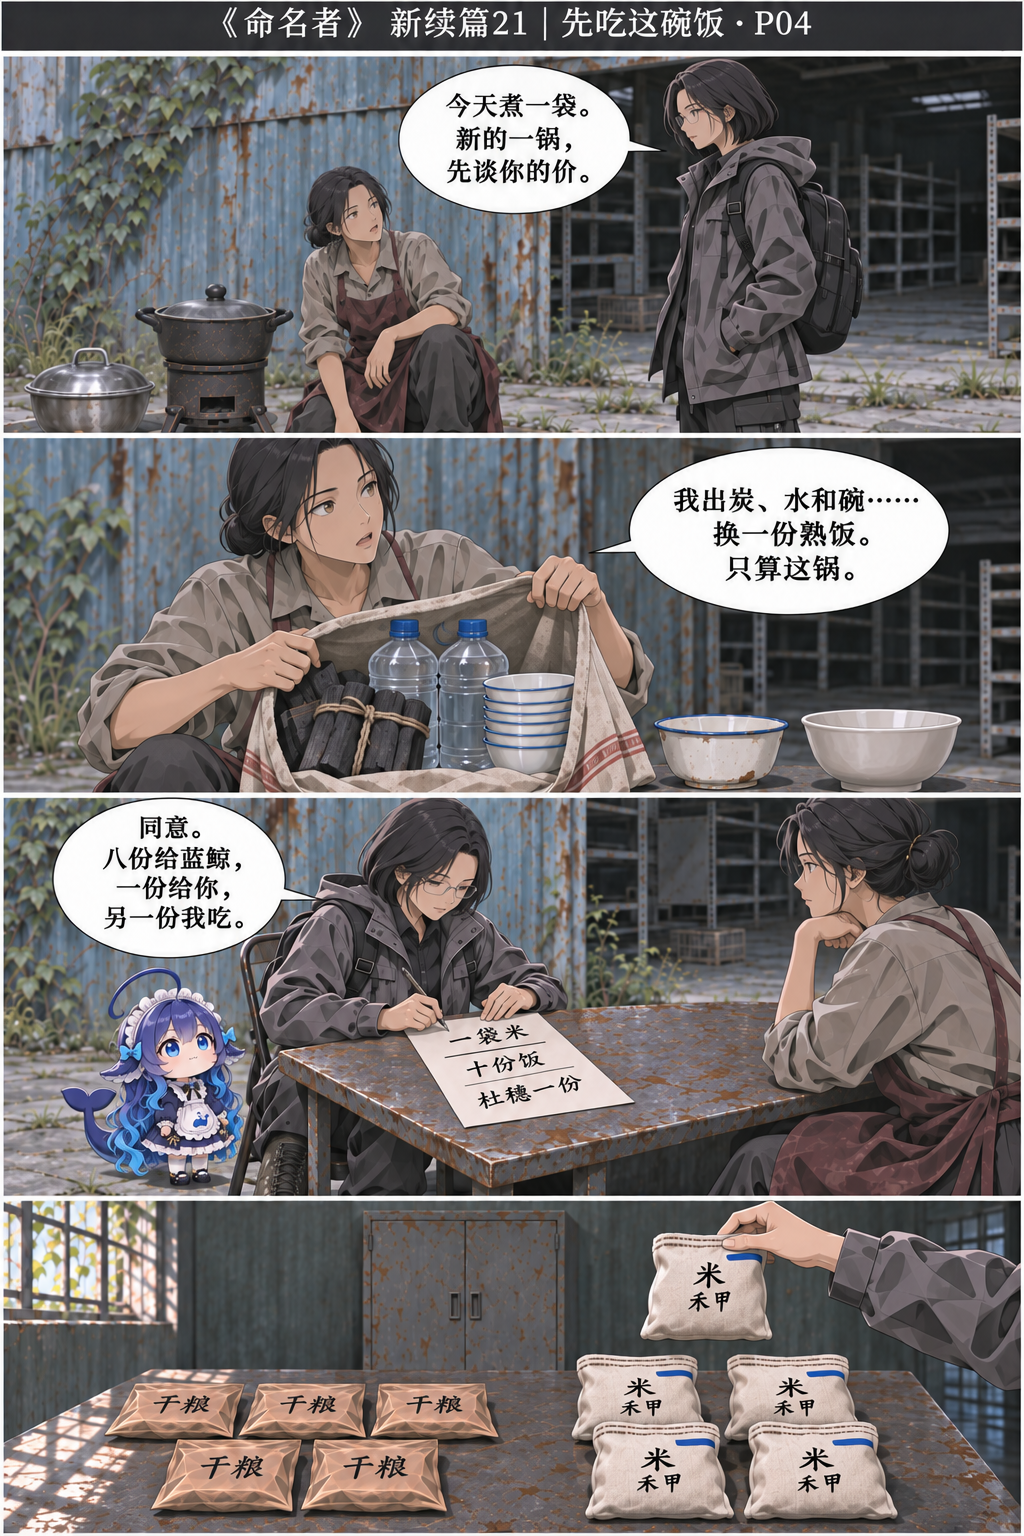 《命名者》 新续篇21｜先吃这碗饭·P04
今天煮一袋。
新的一锅，
先谈你的价。
我出炭、水和碗……
换一份熟饭。
只算这锅。
同意。
八份给蓝鲸，
一份给你，
另一份我吃。
一袋米
十份饭
杜穗一份
米
禾甲
干粮
干粮
干粮
米
禾甲
米
禾甲
干粮
干粮
米
禾甲
米
禾甲